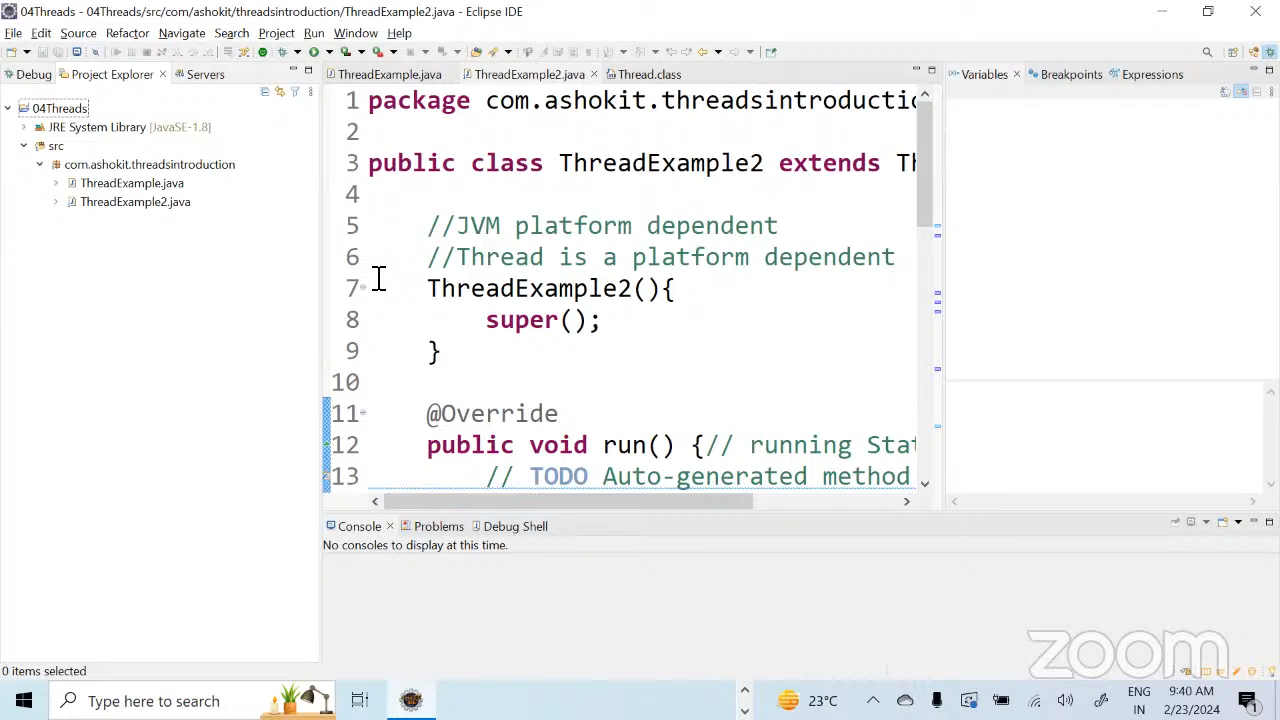 04Threads - 04Threads/src/com/ashokit/threadsintroduction/ThreadExample2.java - Eclipse IDE
File Edit Source Refactor Navigate Search Project Run Window Help
Debug Project Explorer Servers
ThreadExample.java ThreadExample2.java Thread.class
Variables Breakpoints Expressions
04Threads
JRE System Library [JavaSE-1.8]
src
com.ashokit.threadsintroduction
ThreadExample.java
ThreadExample2.java
1 package com.ashokit.threadsintroductio
2
3 public class ThreadExample2 extends Th
4
5 //JVM platform dependent
6 //Thread is a platform dependent
7 ThreadExample2(){
8 super();
9 }
10
11 @Override
12 public void run() {// running Stat
13 // TODO Auto-generated method
Console Problems Debug Shell
No consoles to display at this time.
0 items selected
zoom
Type here to search
23°C
ENG
IN
9:40 AM
2/23/2024
1